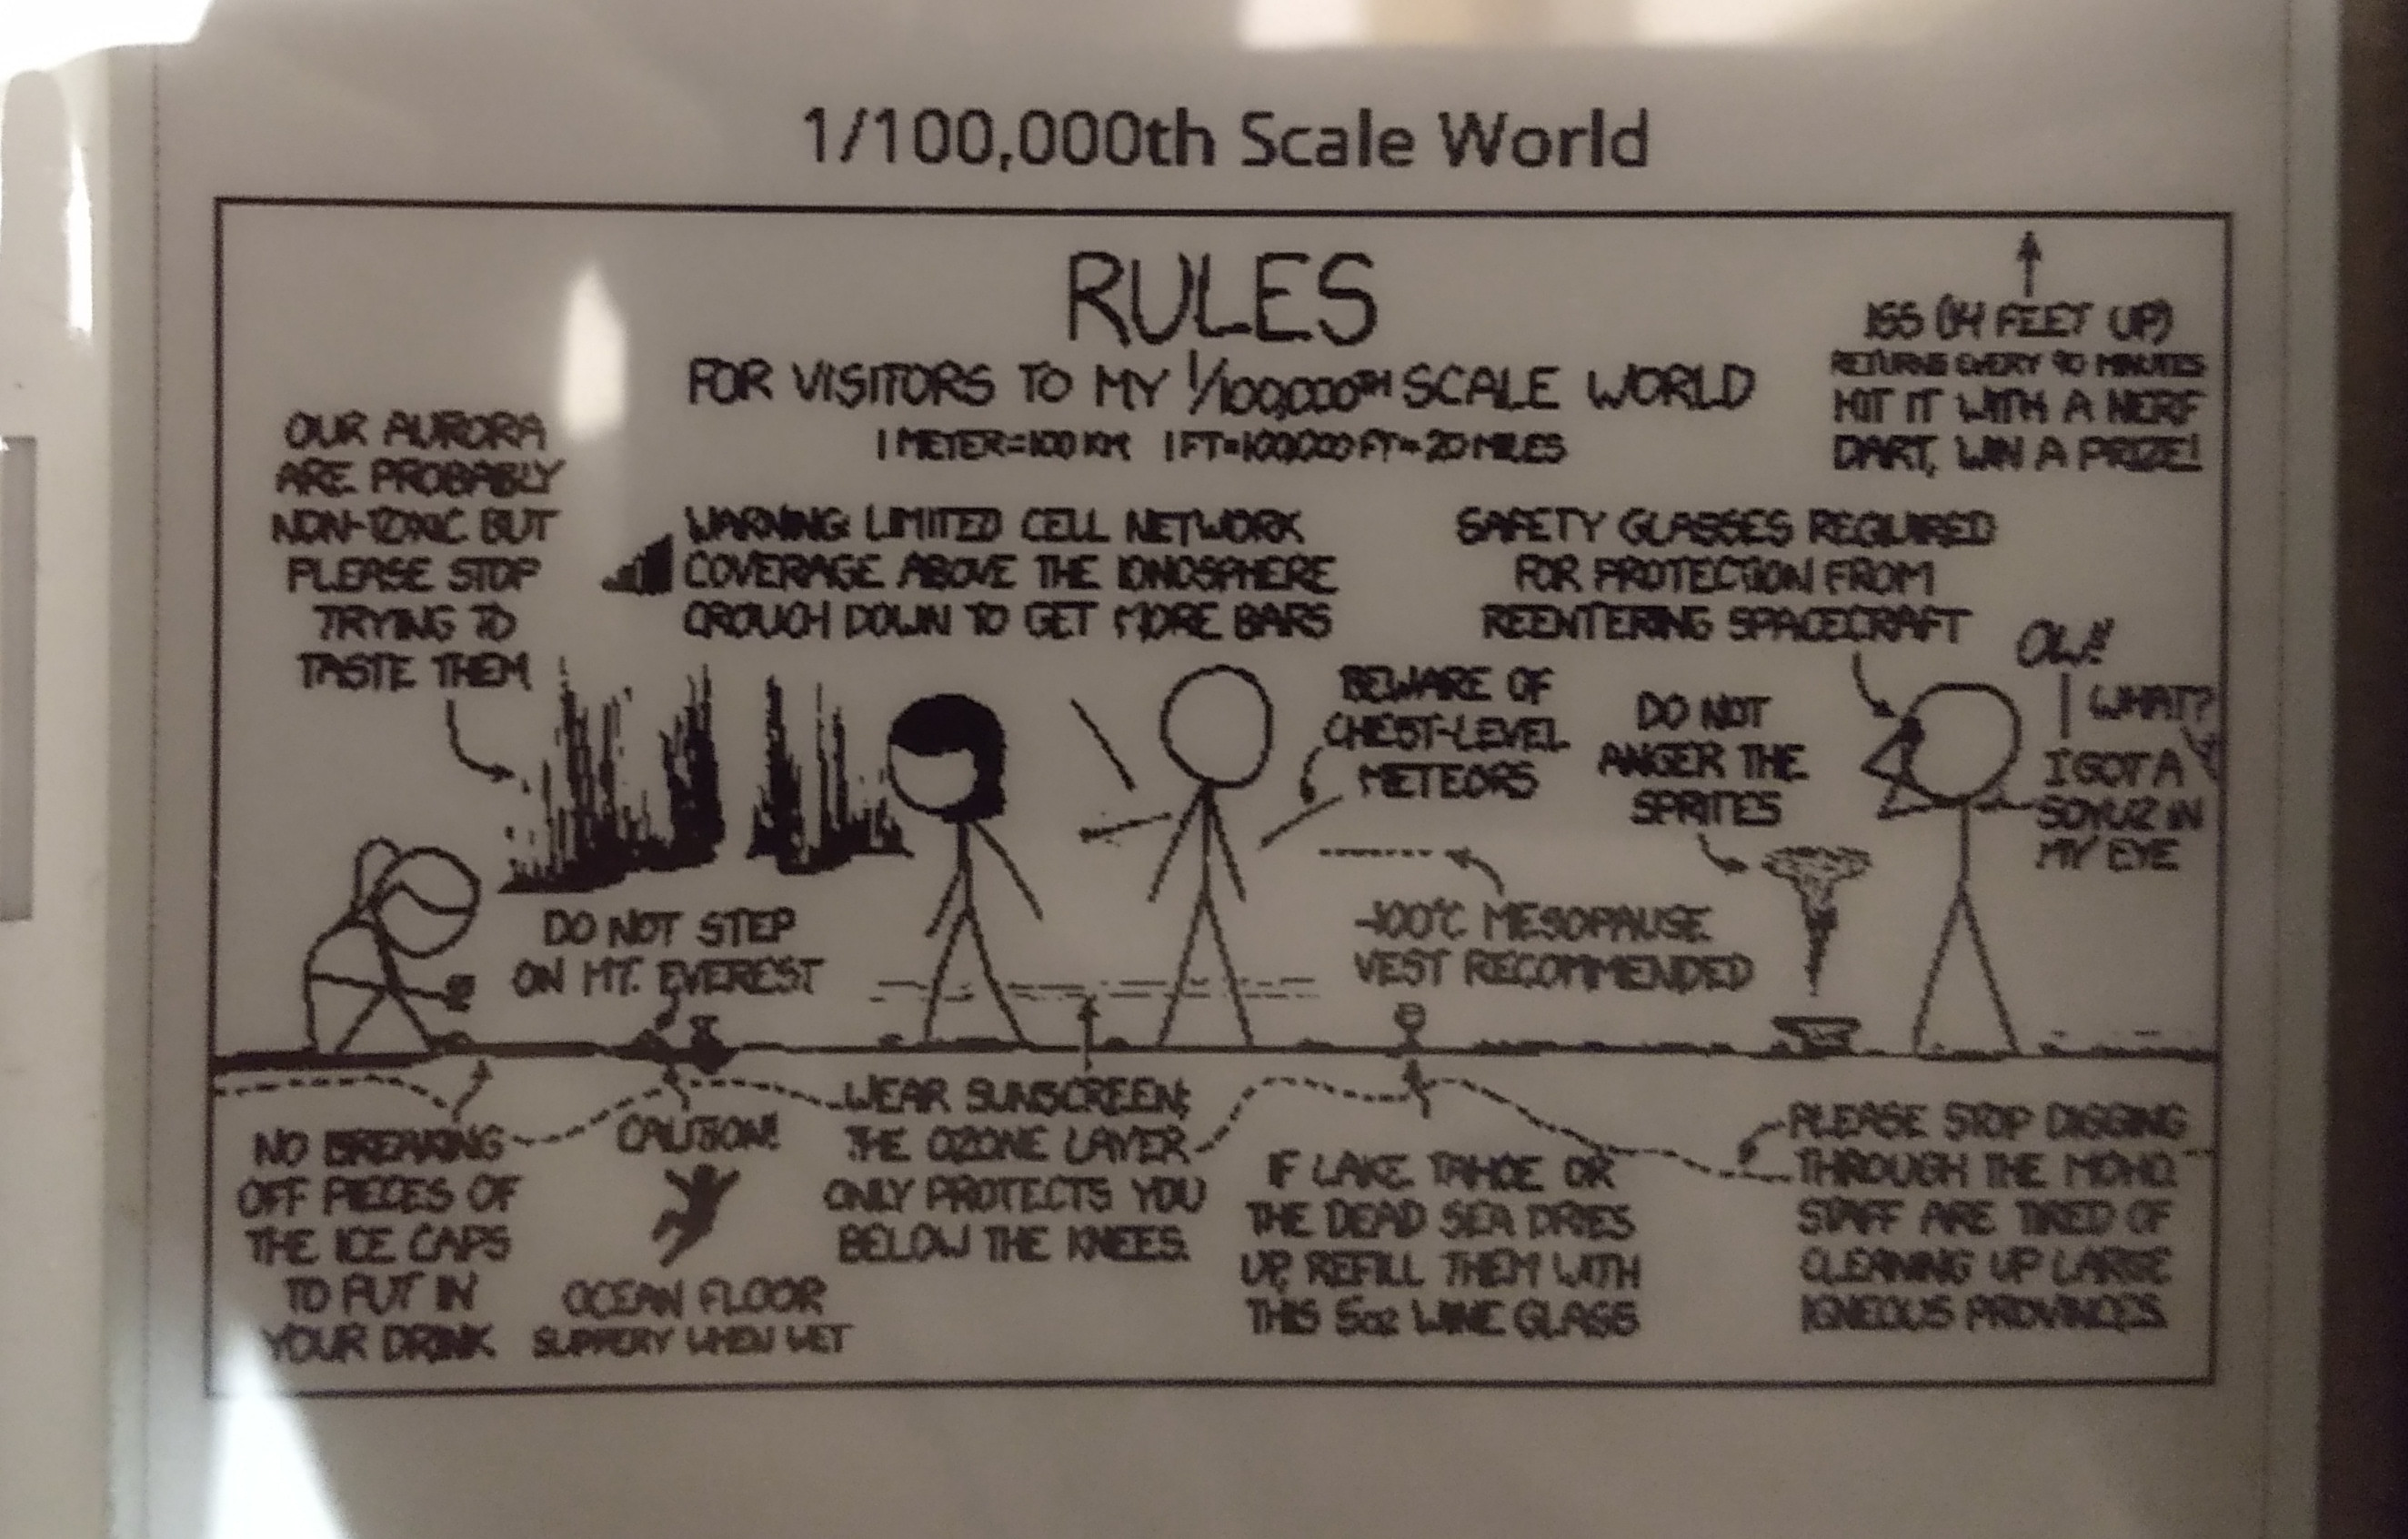 1/100,000th Scale World
RULES
FOR VISITORS TO MY 1/100,000TH SCALE WORLD
1 METER=100 KM 1 FT=100,000 FT≈20 MILES
ISS (14 FEET UP)
RETURNS EVERY 90 MINUTES
HIT IT WITH A NERF
DART, WIN A PRIZE!
OUR AURORA
ARE PROBABLY
NON-TOXIC BUT
PLEASE STOP
TRYING TO
TASTE THEM
WARNING: LIMITED CELL NETWORK
COVERAGE ABOVE THE IONOSPHERE
CROUCH DOWN TO GET MORE BARS
SAFETY GLASSES REQUIRED
FOR PROTECTION FROM
REENTERING SPACECRAFT
BEWARE OF
CHEST-LEVEL
METEORS
DO NOT
ANGER THE
SPRITES
OW!!
WHAT?
I GOT A
SOYUZ IN
MY EYE
DO NOT STEP
ON MT. EVEREST
-100°C MESOPAUSE
VEST RECOMMENDED
NO BREAKING
OFF PIECES OF
THE ICE CAPS
TO PUT IN
YOUR DRINK
CAUTION!
OCEAN FLOOR
SLIPPERY WHEN WET
WEAR SUNSCREEN;
THE OZONE LAYER
ONLY PROTECTS YOU
BELOW THE KNEES.
IF LAKE TAHOE OR
THE DEAD SEA DRIES
UP, REFILL THEM WITH
THIS 5oz WINE GLASS
PLEASE STOP DIGGING
THROUGH THE MOHO.
STAFF ARE TIRED OF
CLEANING UP LARGE
IGNEOUS PROVINCES.